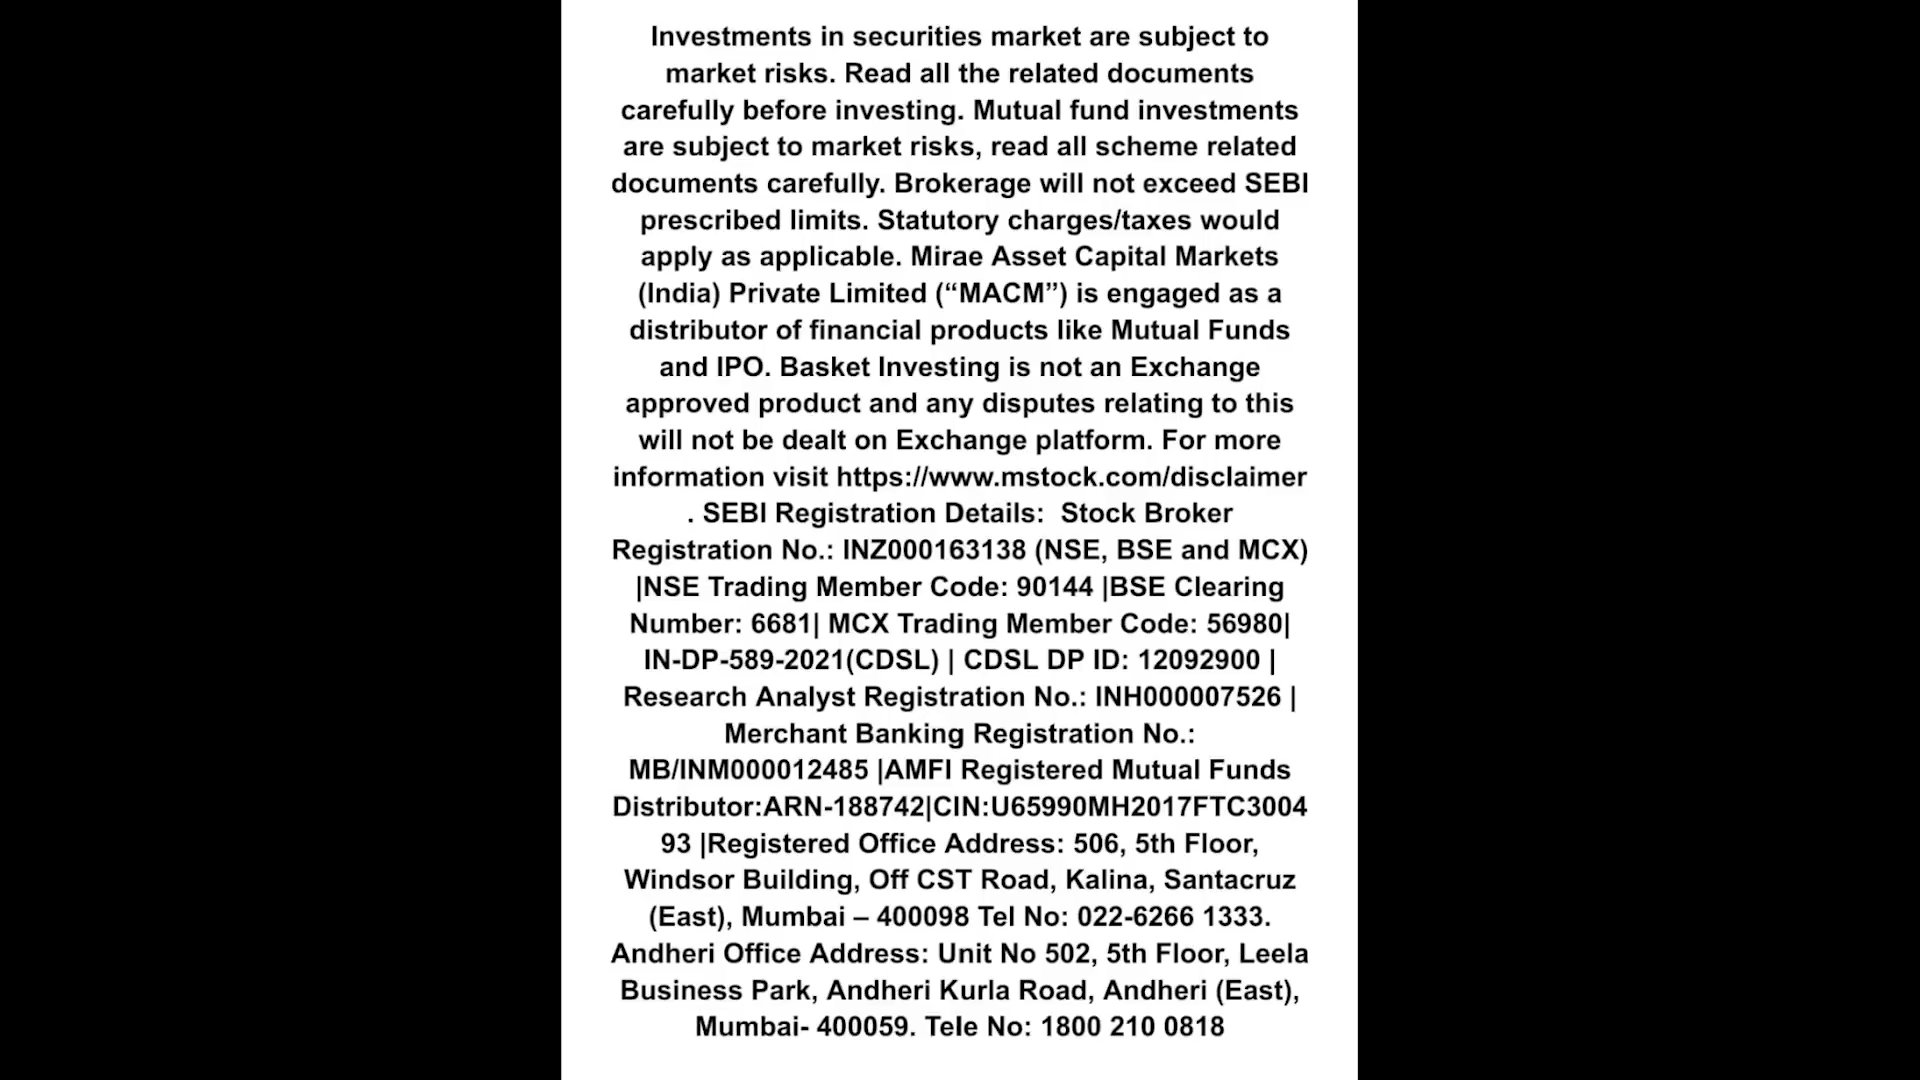 Investments in securities market are subject to
market risks. Read all the related documents
carefully before investing. Mutual fund investments
are subject to market risks, read all scheme related
documents carefully. Brokerage will not exceed SEBI
prescribed limits. Statutory charges/taxes would
apply as applicable. Mirae Asset Capital Markets
(India) Private Limited (“MACM”) is engaged as a
distributor of financial products like Mutual Funds
and IPO. Basket Investing is not an Exchange
approved product and any disputes relating to this
will not be dealt on Exchange platform. For more
information visit https://www.mstock.com/disclaimer
. SEBI Registration Details:  Stock Broker
Registration No.: INZ000163138 (NSE, BSE and MCX)
|NSE Trading Member Code: 90144 |BSE Clearing
Number: 6681| MCX Trading Member Code: 56980|
IN-DP-589-2021(CDSL) | CDSL DP ID: 12092900 |
Research Analyst Registration No.: INH000007526 |
Merchant Banking Registration No.:
MB/INM000012485 |AMFI Registered Mutual Funds
Distributor:ARN-188742|CIN:U65990MH2017FTC3004
93 |Registered Office Address: 506, 5th Floor,
Windsor Building, Off CST Road, Kalina, Santacruz
(East), Mumbai – 400098 Tel No: 022-6266 1333.
Andheri Office Address: Unit No 502, 5th Floor, Leela
Business Park, Andheri Kurla Road, Andheri (East),
Mumbai- 400059. Tele No: 1800 210 0818